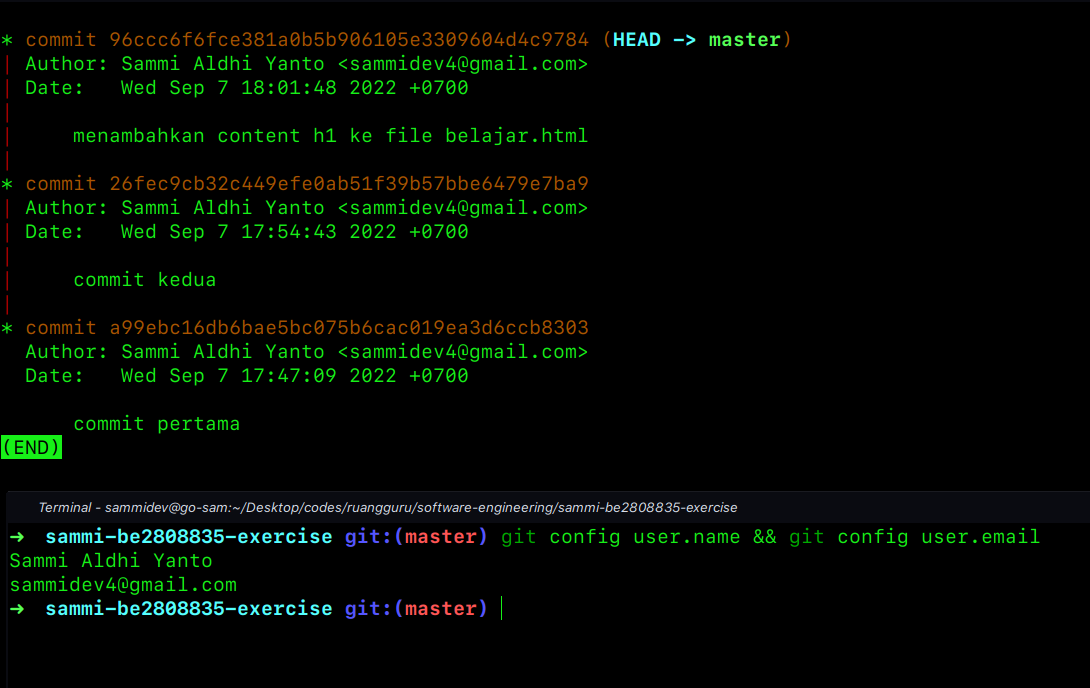 * commit 96ccc6f6fce381a0b5b906105e3309604d4c9784 (HEAD -> master)
| Author: Sammi Aldhi Yanto <sammidev4@gmail.com>
| Date:   Wed Sep 7 18:01:48 2022 +0700
|
|     menambahkan content h1 ke file belajar.html
|
* commit 26fec9cb32c449efe0ab51f39b57bbe6479e7ba9
| Author: Sammi Aldhi Yanto <sammidev4@gmail.com>
| Date:   Wed Sep 7 17:54:43 2022 +0700
|
|     commit kedua
|
* commit a99ebc16db6bae5bc075b6cac019ea3d6ccb8303
  Author: Sammi Aldhi Yanto <sammidev4@gmail.com>
  Date:   Wed Sep 7 17:47:09 2022 +0700

      commit pertama
(END)
Terminal - sammidev@go-sam:~/Desktop/codes/ruangguru/software-engineering/sammi-be2808835-exercise
➜  sammi-be2808835-exercise git:(master) git config user.name && git config user.email
Sammi Aldhi Yanto
sammidev4@gmail.com
➜  sammi-be2808835-exercise git:(master)